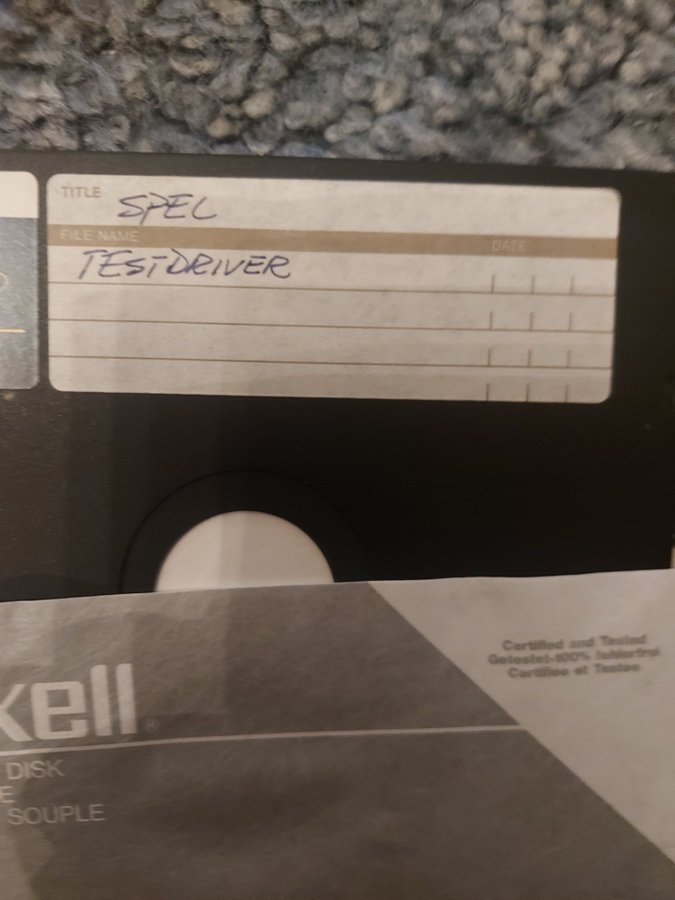 TITLE SPEL
FILE NAME DATE
TESTDRIVER
Certified and Tested
Getestet-100% fehlerfrei
Certifiee et Testee
xell®
DISK
E
SOUPLE